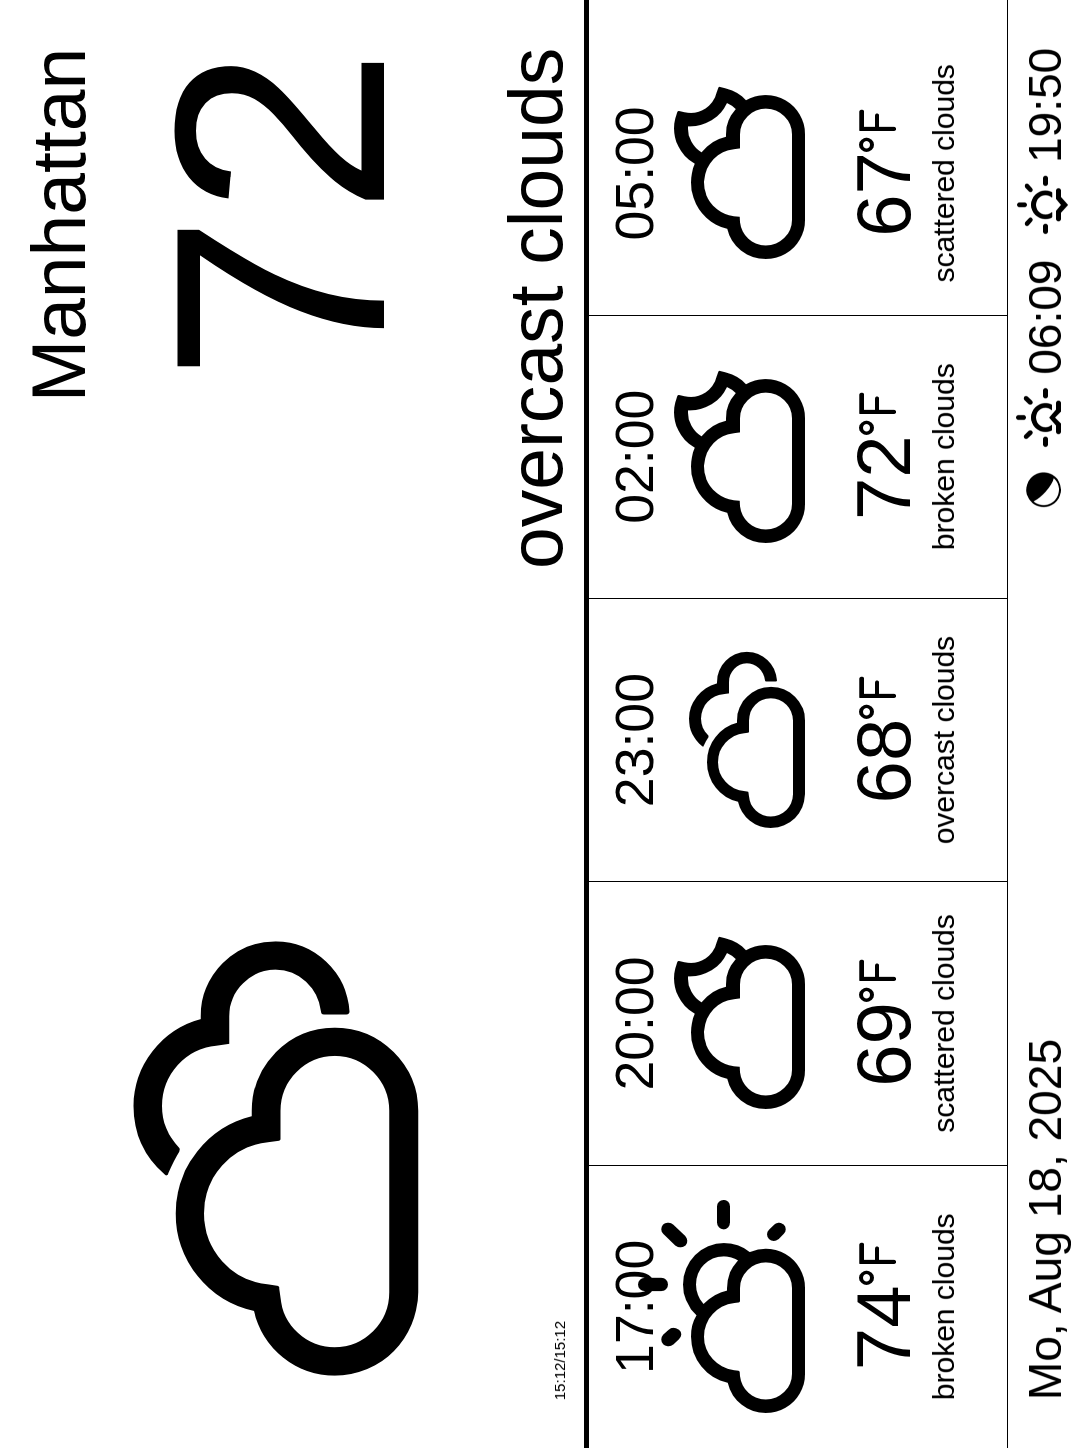 Manhattan
72
overcast clouds
15:12/15:12
17:00
74°F
broken clouds
20:00
69°F
scattered clouds
23:00
68°F
overcast clouds
02:00
72°F
broken clouds
05:00
67°F
scattered clouds
Mo, Aug 18, 2025
06:09
19:50